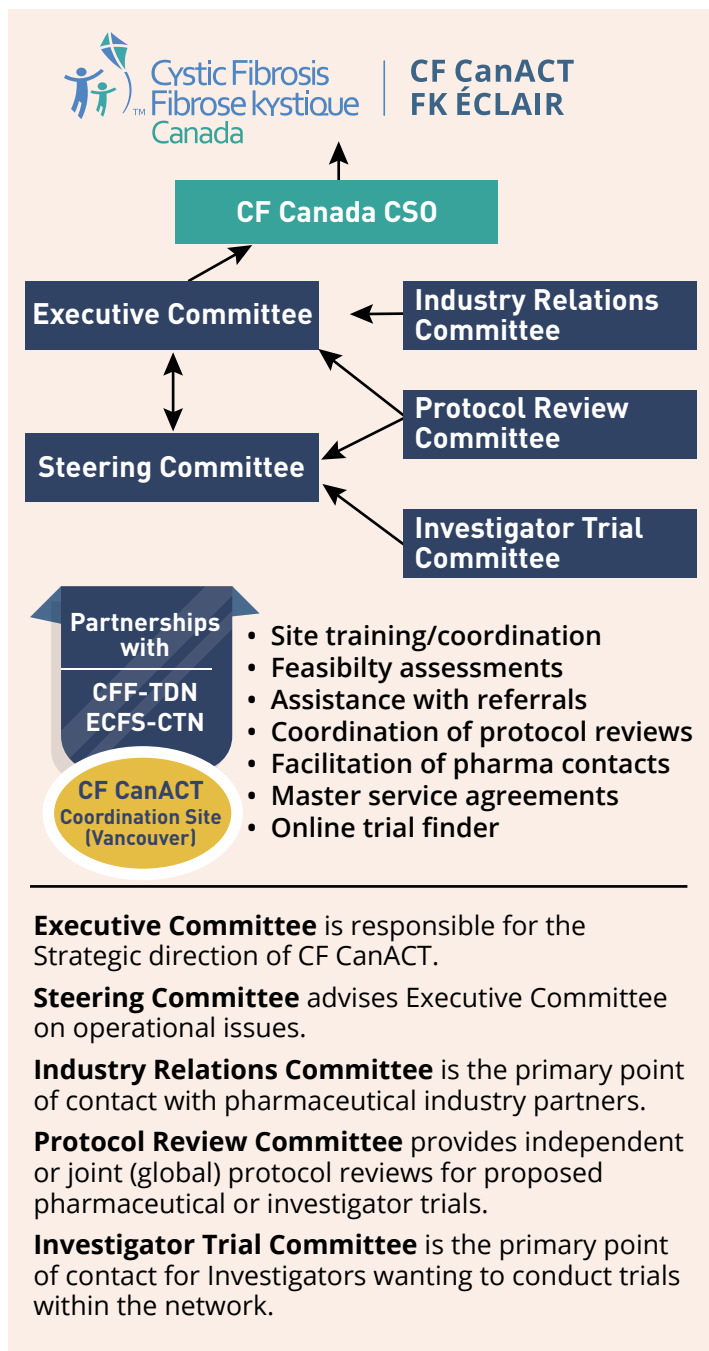 Cystic Fibrosis
Fibrose kystique
Canada
TM
CF CanACT
FK ÉCLAIR
CF Canada CSO
Executive Committee
Industry Relations
Committee
Protocol Review
Committee
Steering Committee
Investigator Trial
Committee
Partnerships
with
CFF-TDN
ECFS-CTN
CF CanACT
Coordination Site
(Vancouver)
• Site training/coordination
• Feasibilty assessments
• Assistance with referrals
• Coordination of protocol reviews
• Facilitation of pharma contacts
• Master service agreements
• Online trial finder
Executive Committee is responsible for the
Strategic direction of CF CanACT.
Steering Committee advises Executive Committee
on operational issues.
Industry Relations Committee is the primary point
of contact with pharmaceutical industry partners.
Protocol Review Committee provides independent
or joint (global) protocol reviews for proposed
pharmaceutical or investigator trials.
Investigator Trial Committee is the primary point
of contact for Investigators wanting to conduct trials
within the network.